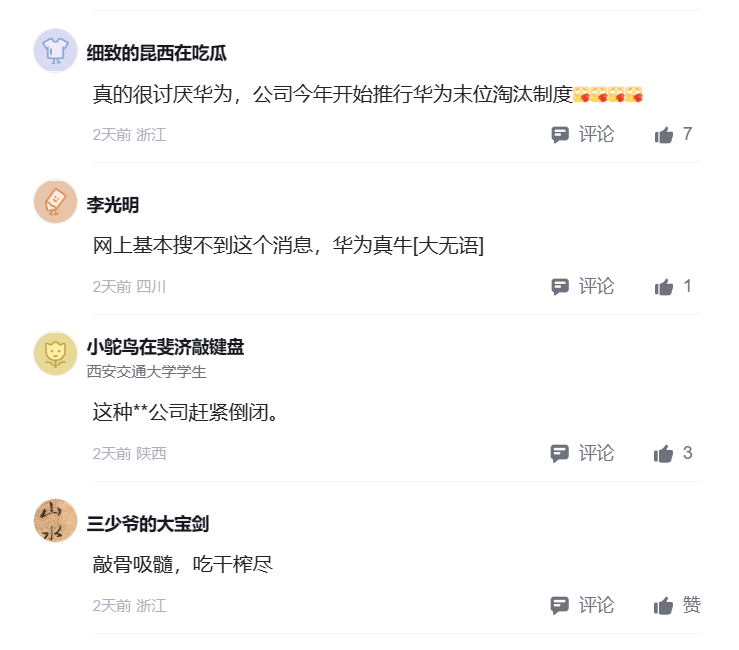 细致的昆西在吃瓜
真的很讨厌华为，公司今年开始推行华为末位淘汰制度
2天前 浙江
评论 7
李光明
网上基本搜不到这个消息，华为真牛[大无语]
2天前 四川
评论 1
小鸵鸟在斐济敲键盘
西安交通大学学生
这种**公司赶紧倒闭。
2天前 陕西
评论 3
山水
三少爷的大宝剑
敲骨吸髓，吃干榨尽
2天前 浙江
评论 赞